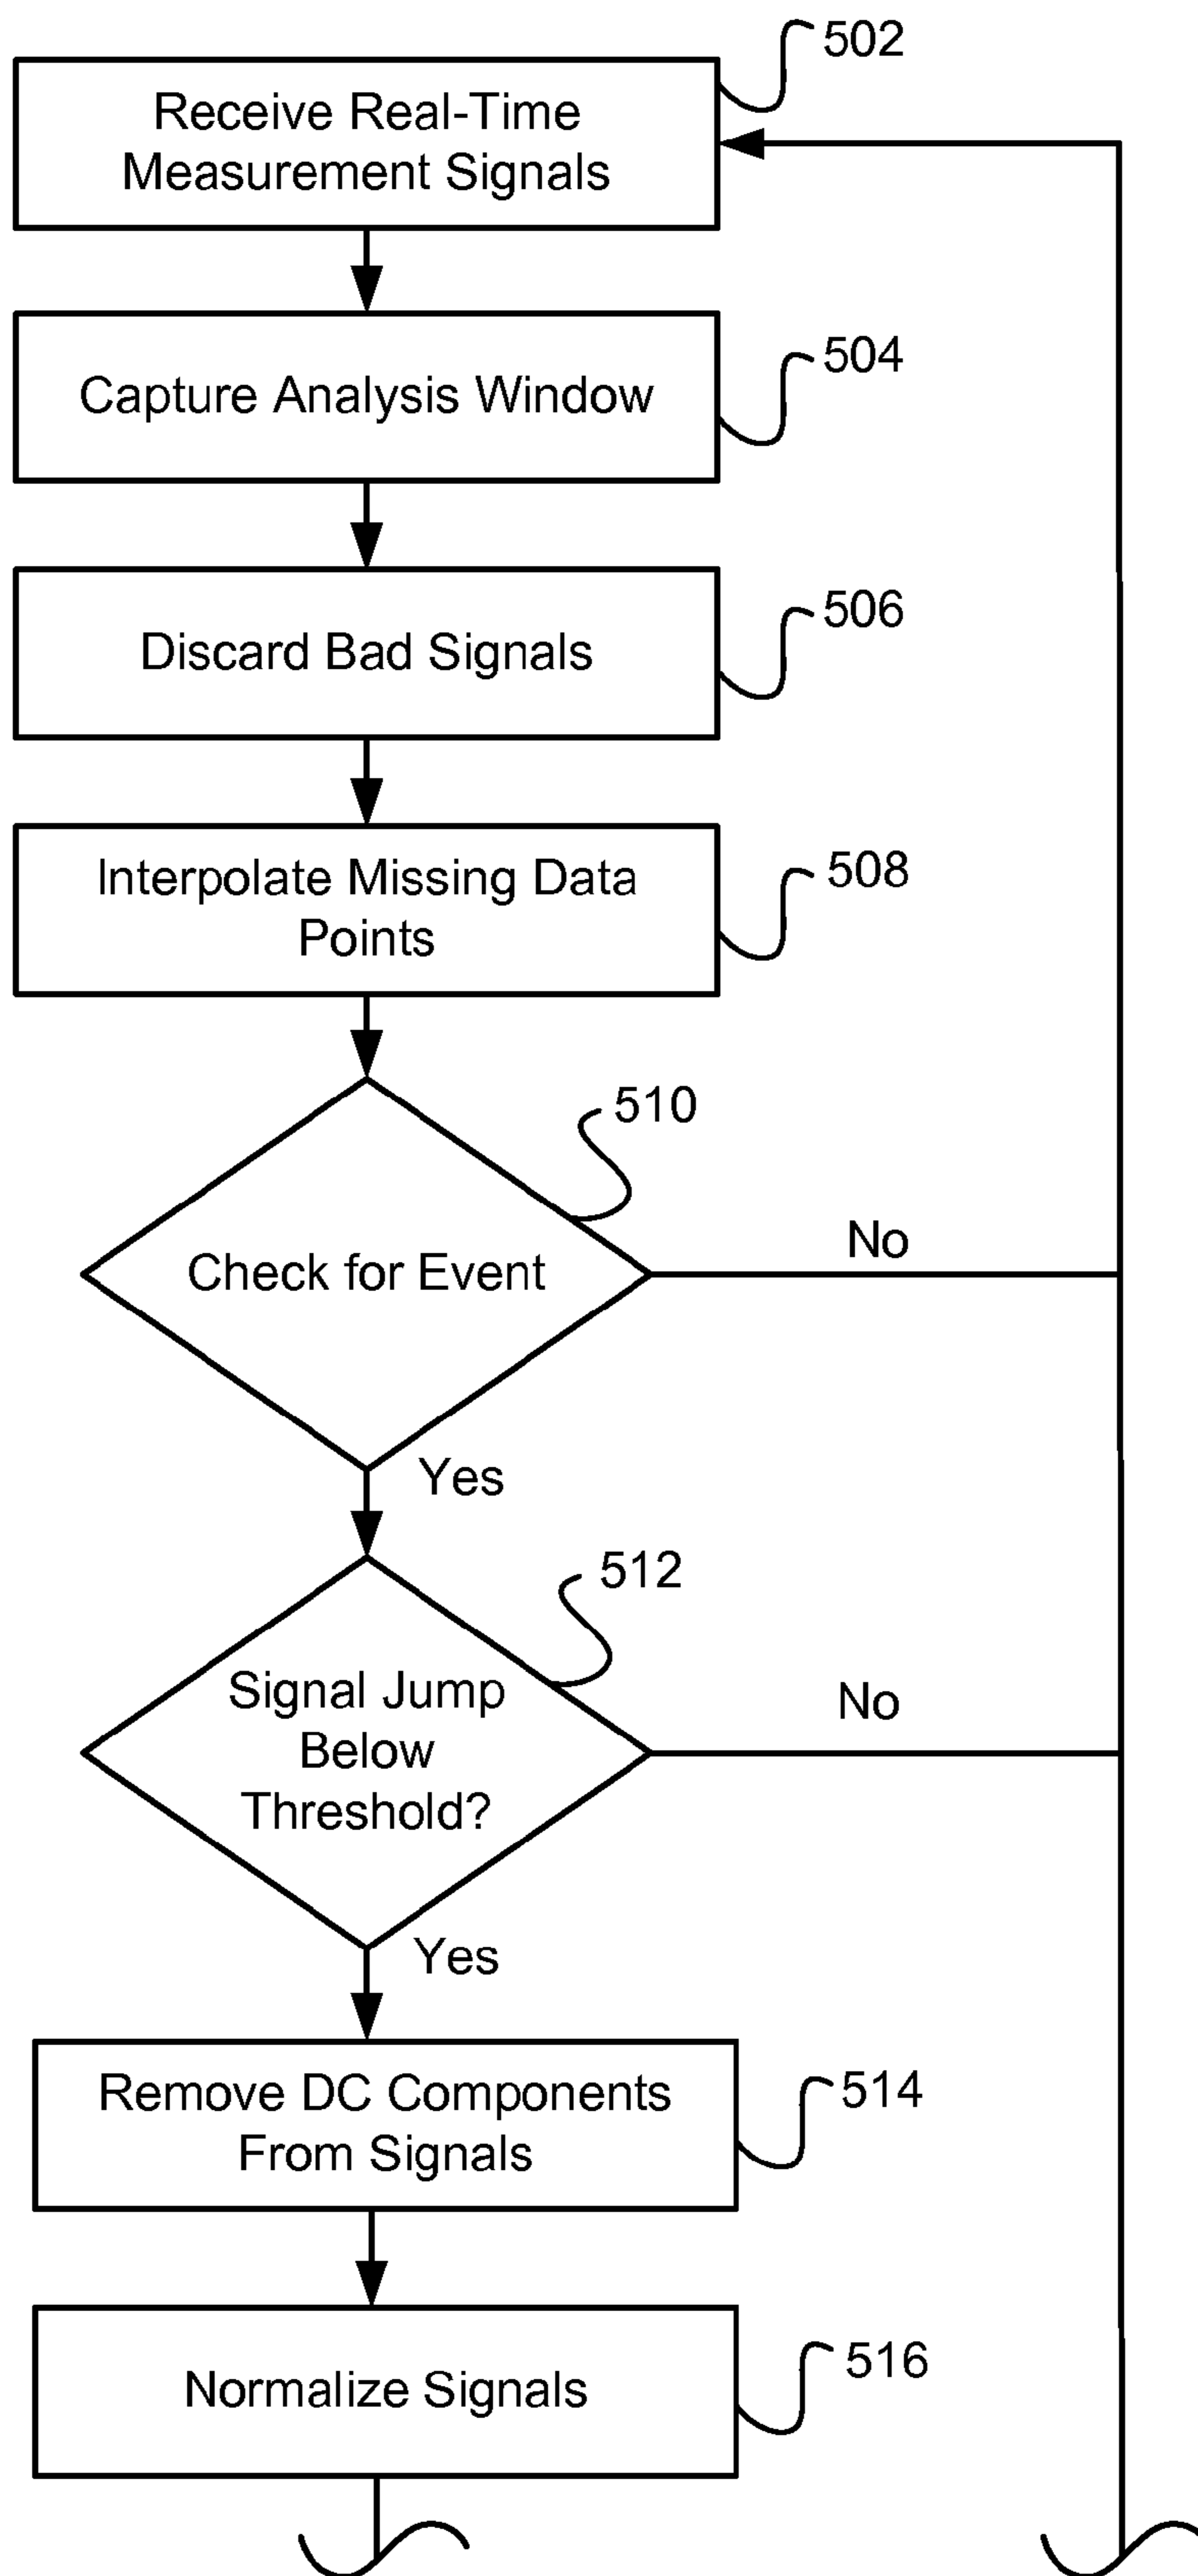 502
Receive Real-Time
Measurement Signals
504
Capture Analysis Window
506
Discard Bad Signals
508
Interpolate Missing Data
Points
510
Check for Event
No
Yes
512
Signal Jump
Below
Threshold?
No
Yes
514
Remove DC Components
From Signals
516
Normalize Signals